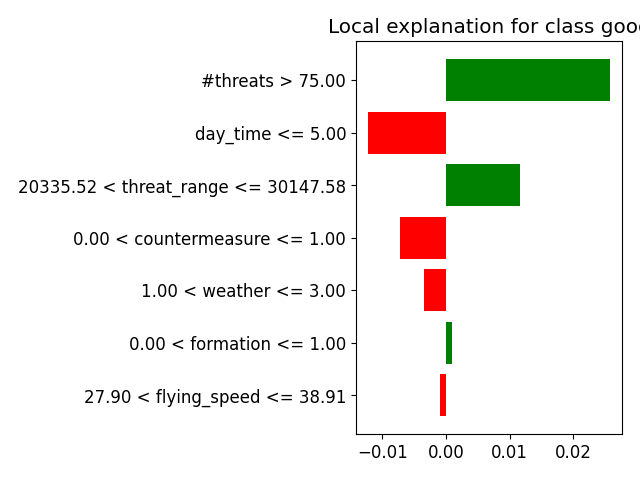 Local explanation for class goo
#threats > 75.00
day_time <= 5.00
20335.52 < threat_range <= 30147.58
0.00 < countermeasure <= 1.00
1.00 < weather <= 3.00
0.00 < formation <= 1.00
27.90 < flying_speed <= 38.91
−0.01 0.00 0.01 0.02